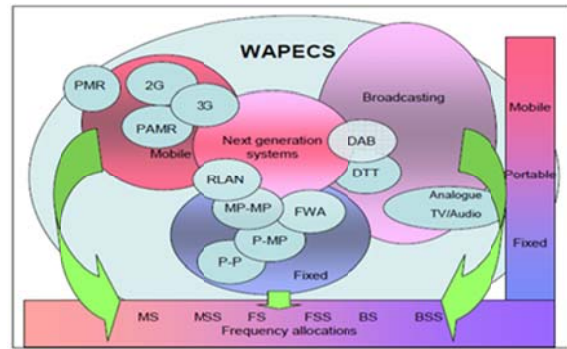 WAPECS
PMR
2G
3G
PAMR
Mobile
Broadcasting
Next generation
systems
DAB
DTT
RLAN
MP-MP
FWA
P-MP
P-P
Fixed
Analogue
TV/Audio
Mobile
Portable
Fixed
MS MSS FS FSS BS BSS
Frequency allocations